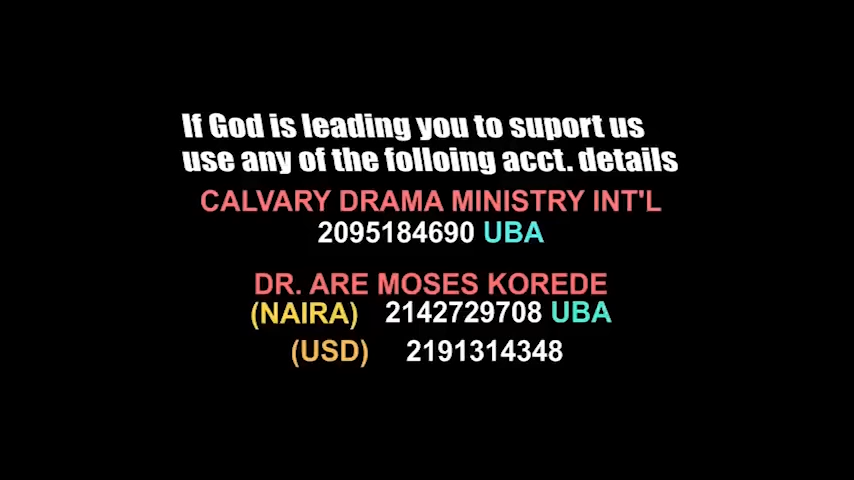 If God is leading you to suport us
use any of the folloing acct. details
CALVARY DRAMA MINISTRY INT'L
2095184690 UBA
DR. ARE MOSES KOREDE
(NAIRA) 2142729708 UBA
(USD) 2191314348